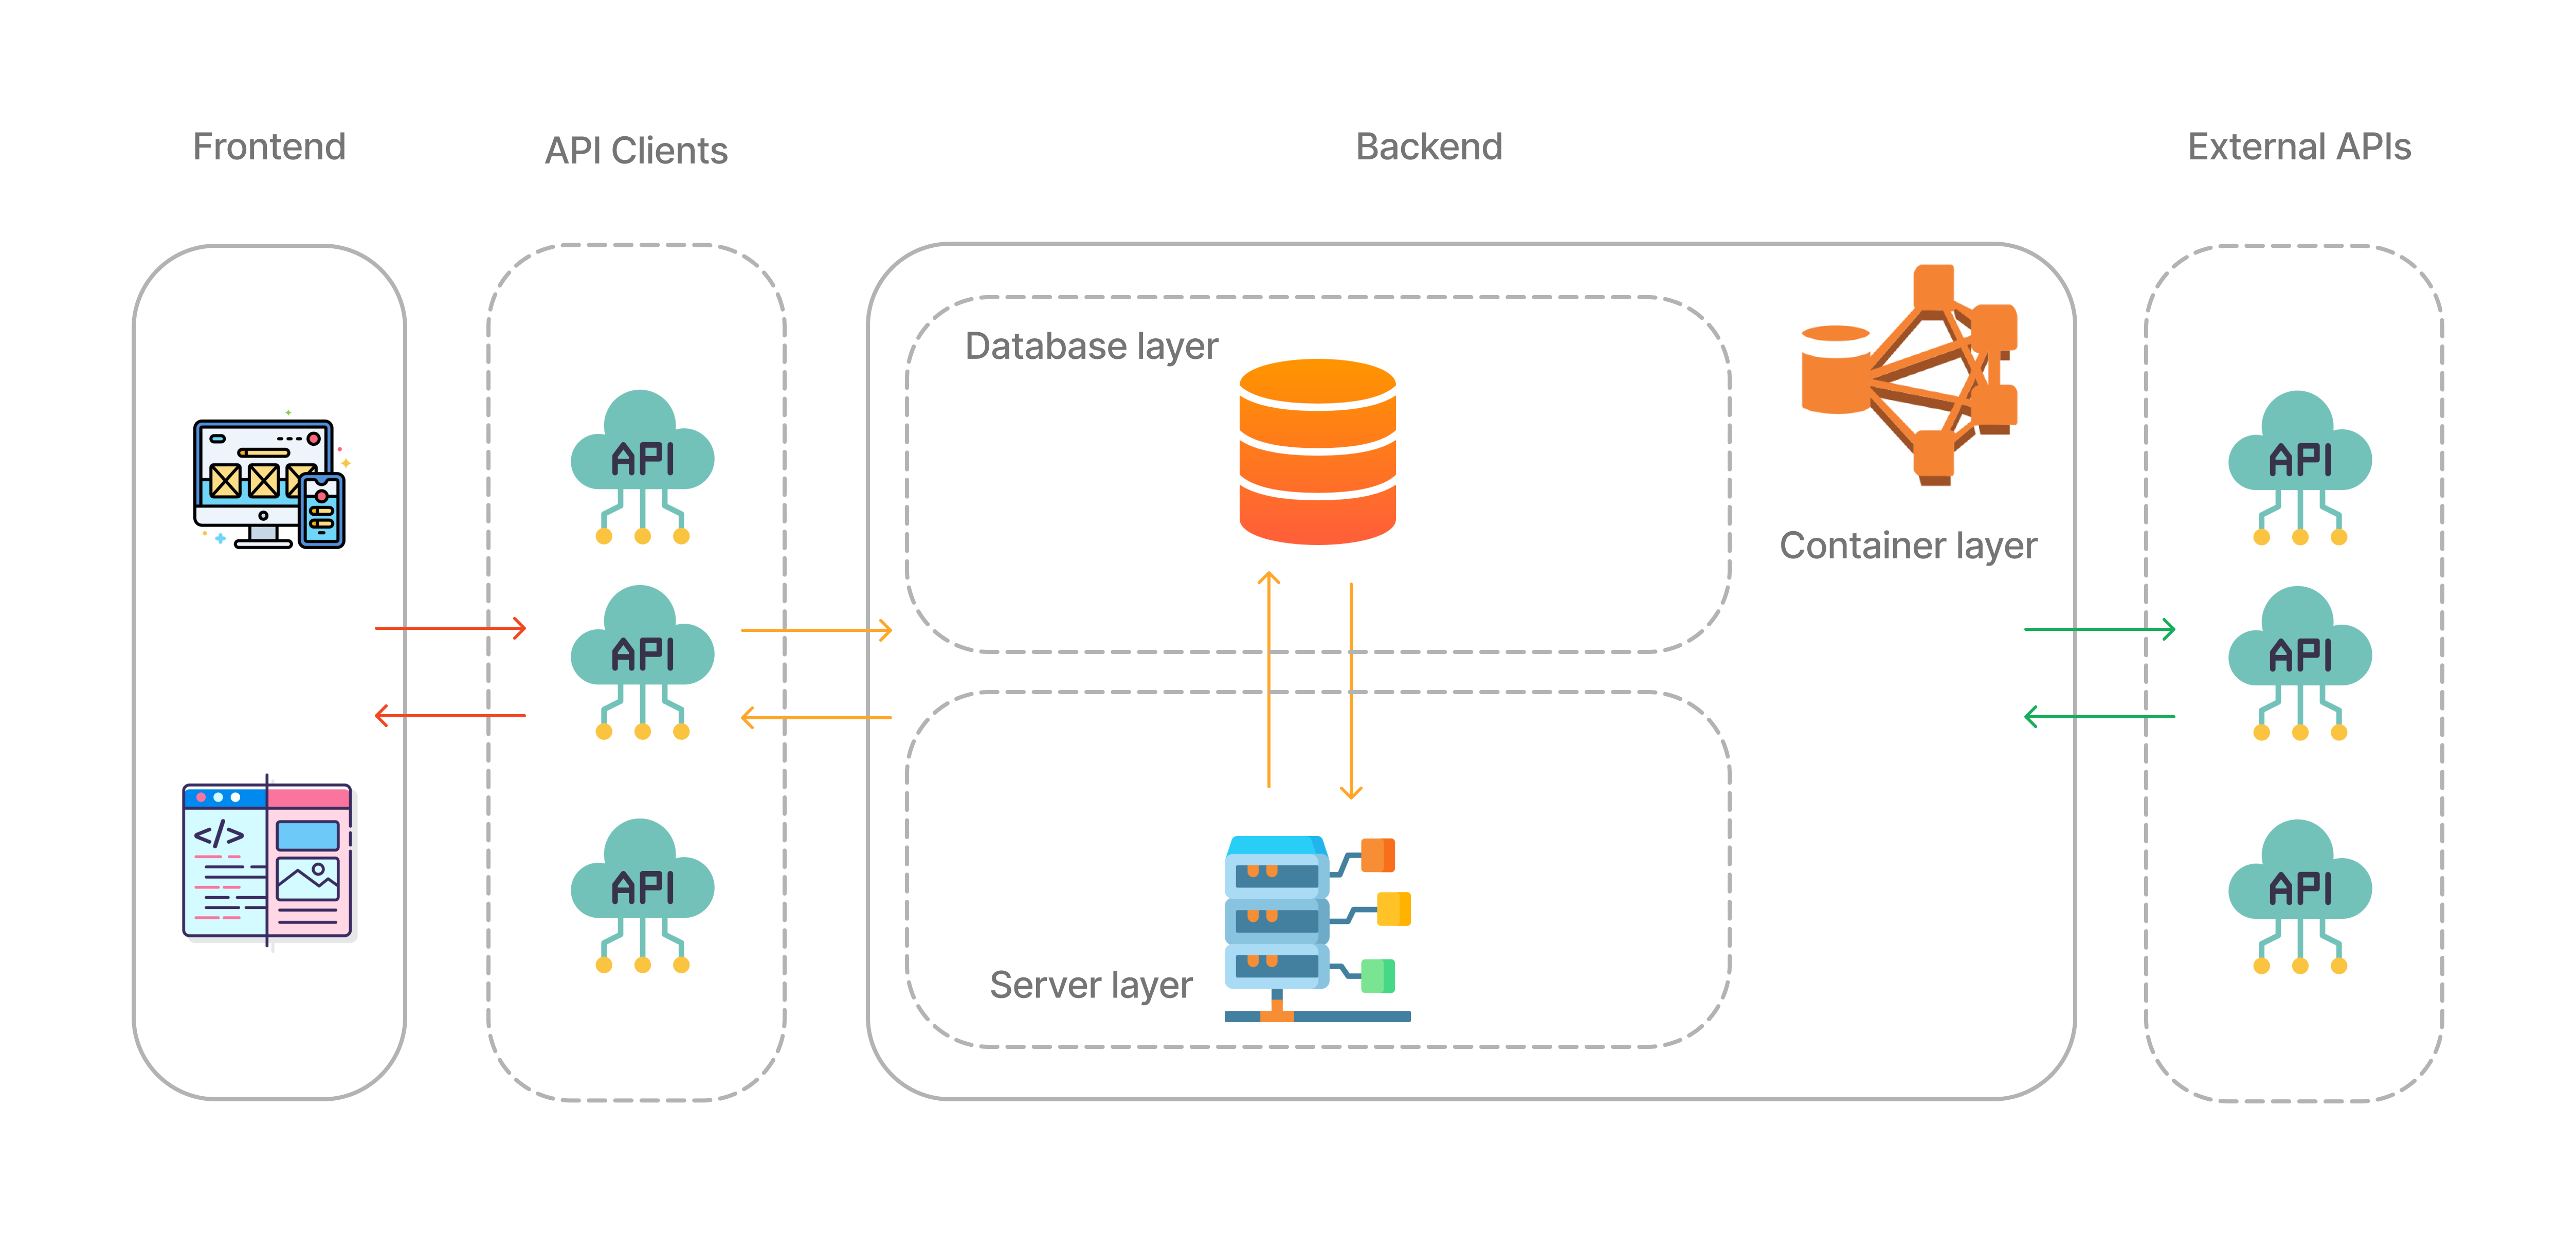 Frontend
API Clients
Backend
External APIs
Database layer
Container layer
Server layer
API
API
API
API
API
API
</>